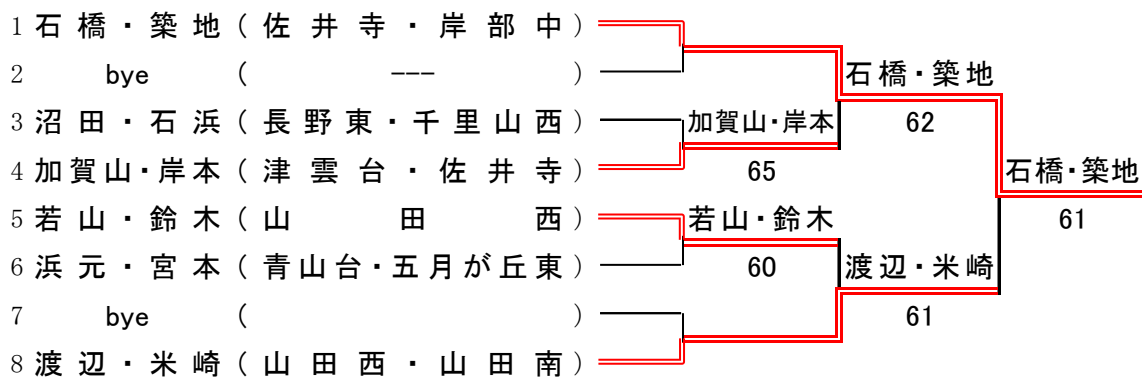 1 石橋・築地(佐井寺・岸部中)
2 bye ( --- )
石橋・築地
3 沼田・石浜(長野東・千里山西) 加賀山・岸本 62
4 加賀山・岸本(津雲台・佐井寺) 65 石橋・築地
5 若山・鈴木(山田西) 若山・鈴木 61
6 浜元・宮本(青山台・五月が丘東) 60 渡辺・米崎
7 bye ( ) 61
8 渡辺・米崎(山田西・山田南)